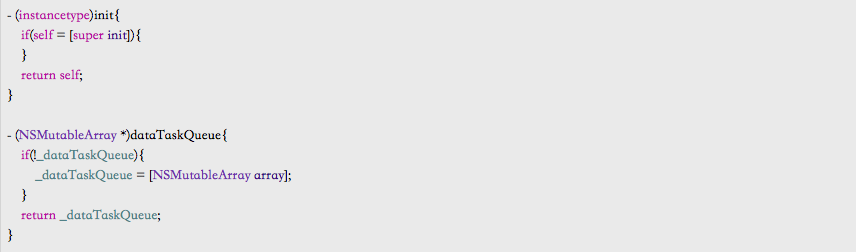 - (instancetype)init{
if(self = [super init]){
}
return self;
}
- (NSMutableArray *)dataTaskQueue{
if(!_dataTaskQueue){
_dataTaskQueue = [NSMutableArray array];
}
return _dataTaskQueue;
}